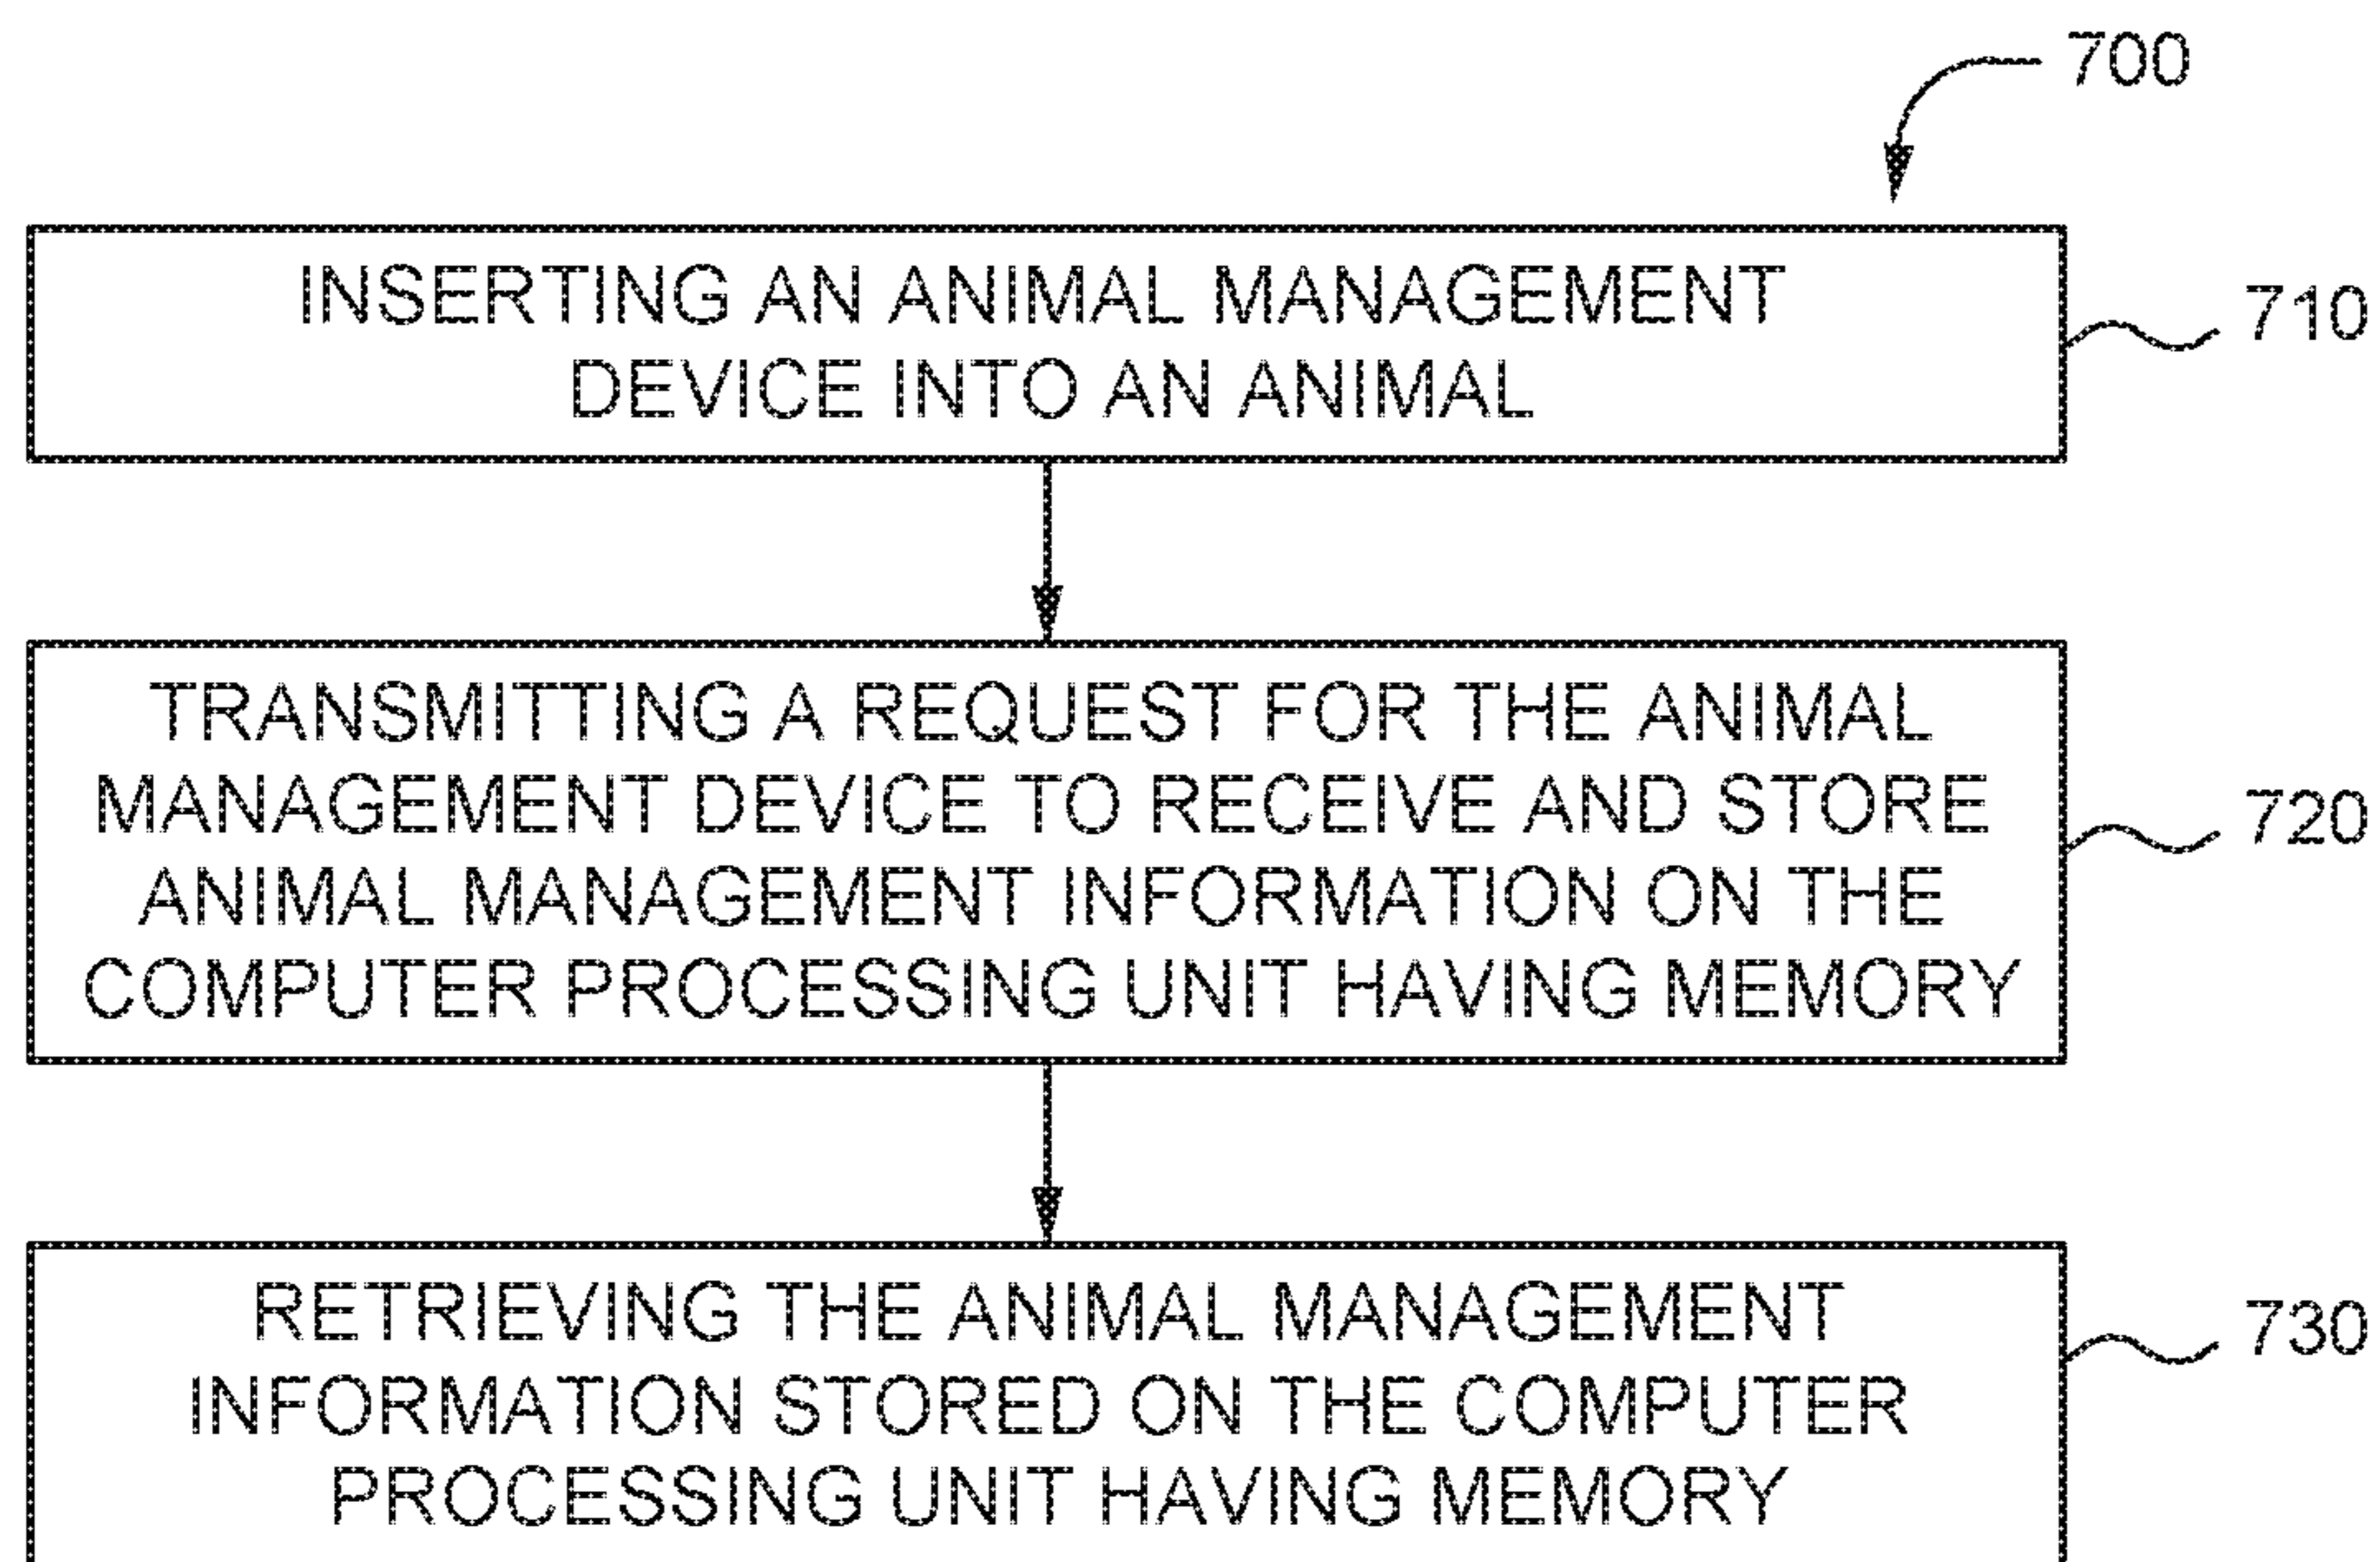 700
INSERTING AN ANIMAL MANAGEMENT
DEVICE INTO AN ANIMAL
710
TRANSMITTING A REQUEST FOR THE ANIMAL
MANAGEMENT DEVICE TO RECEIVE AND STORE
ANIMAL MANAGEMENT INFORMATION ON THE
COMPUTER PROCESSING UNIT HAVING MEMORY
720
RETRIEVING THE ANIMAL MANAGEMENT
INFORMATION STORED ON THE COMPUTER
PROCESSING UNIT HAVING MEMORY
730